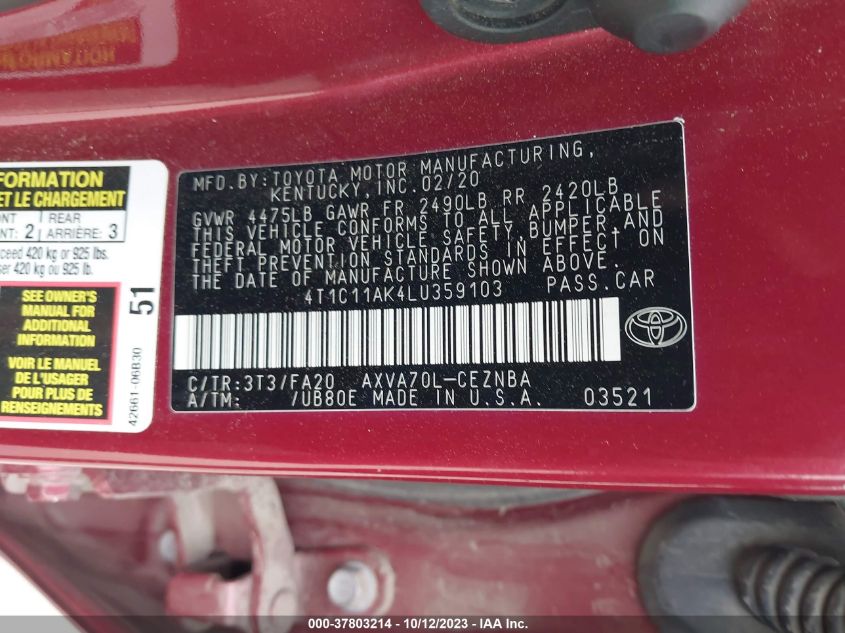 MFD.BY:TOYOTA MOTOR MANUFACTURING,
KENTUCKY, INC. 02/20
GVWR 4475LB GAWR FR 2490LB RR 2420LB
THIS VEHICLE CONFORMS TO ALL APPLICABLE
FEDERAL MOTOR VEHICLE SAFETY, BUMPER, AND
THEFT PREVENTION STANDARDS IN EFFECT ON
THE DATE OF MANUFACTURE SHOWN ABOVE.
4T1C11AK4LU359103 PASS.CAR
C/TR:3T3/FA20 AXVA70L-CEZNBA
A/TM: /UB80E MADE IN U.S.A. 03521
FORMATION
ET LE CHARGEMENT
REAR
2 ARRIÈRE: 3
420 kg or 925 lbs.
420 kg ou 925 lb.
SEE OWNER'S
MANUAL FOR
ADDITIONAL
INFORMATION
VOIR LE MANUEL
DE L'USAGER
POUR PLUS DE
RENSEIGNEMENTS
51
42661-06B30
000-37803214 - 10/12/2023 - COPYRIGHT © IAA, Inc.